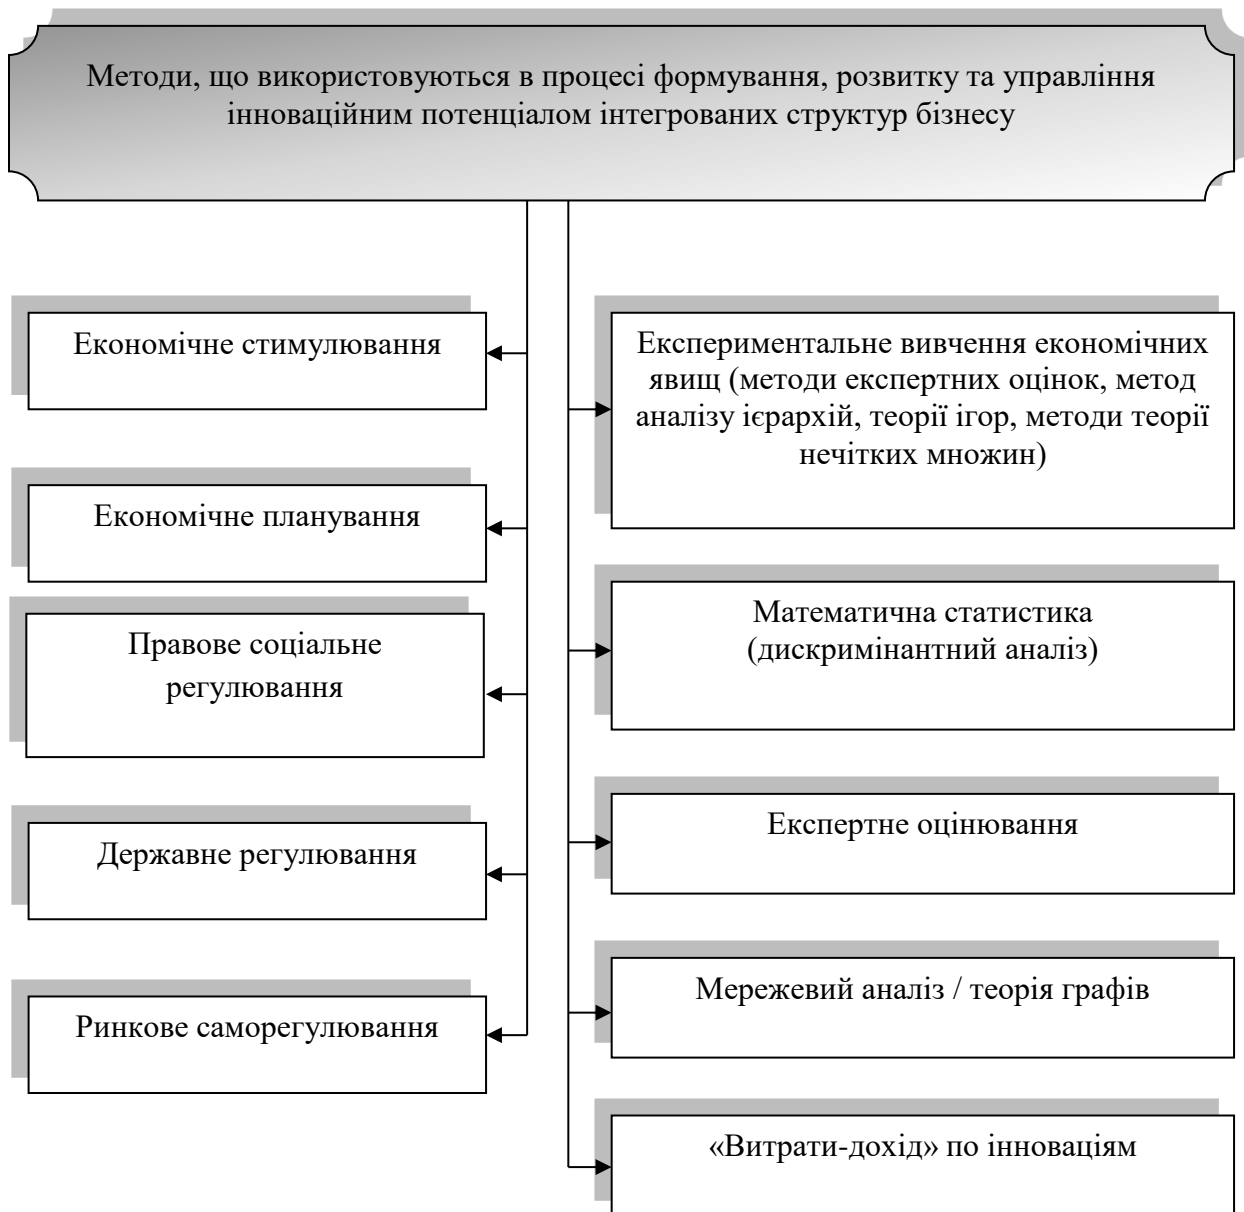 Методи, що використовуються в процесі формування, розвитку та управління
інноваційним потенціалом інтегрованих структур бізнесу
Економічне стимулювання
Економічне планування
Правове соціальне
регулювання
Державне регулювання
Ринкове саморегулювання
Експериментальне вивчення економічних
явищ (методи експертних оцінок, метод
аналізу ієрархій, теорії ігор, методи теорії
нечітких множин)
Математична статистика
(дискримінантний аналіз)
Експертне оцінювання
Мережевий аналіз / теорія графів
«Витрати-дохід» по інноваціям